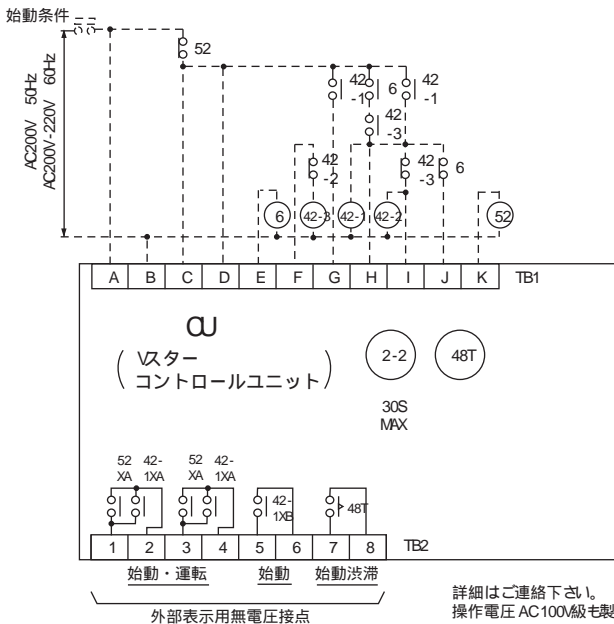 始動条件
AC200V 50Hz
AC200V-220V 60Hz
52
42
-1
6
42
-1
42
-3
42
-2
42
-3
6
6
42-3
42-1
42-2
52
A B C D E F G H I J K TB1
CU
(Vスター
コントロールユニット)
2-2
48T
30S
MAX
52
XA
42-
1XA
52
XA
42-
1XA
42-
1XB
48T
1 2 3 4 5 6 7 8 TB2
始動・運転 始動 始動渋滞
外部表示用無電圧接点
詳細はご連絡下さい。
操作電圧 AC100V級も製